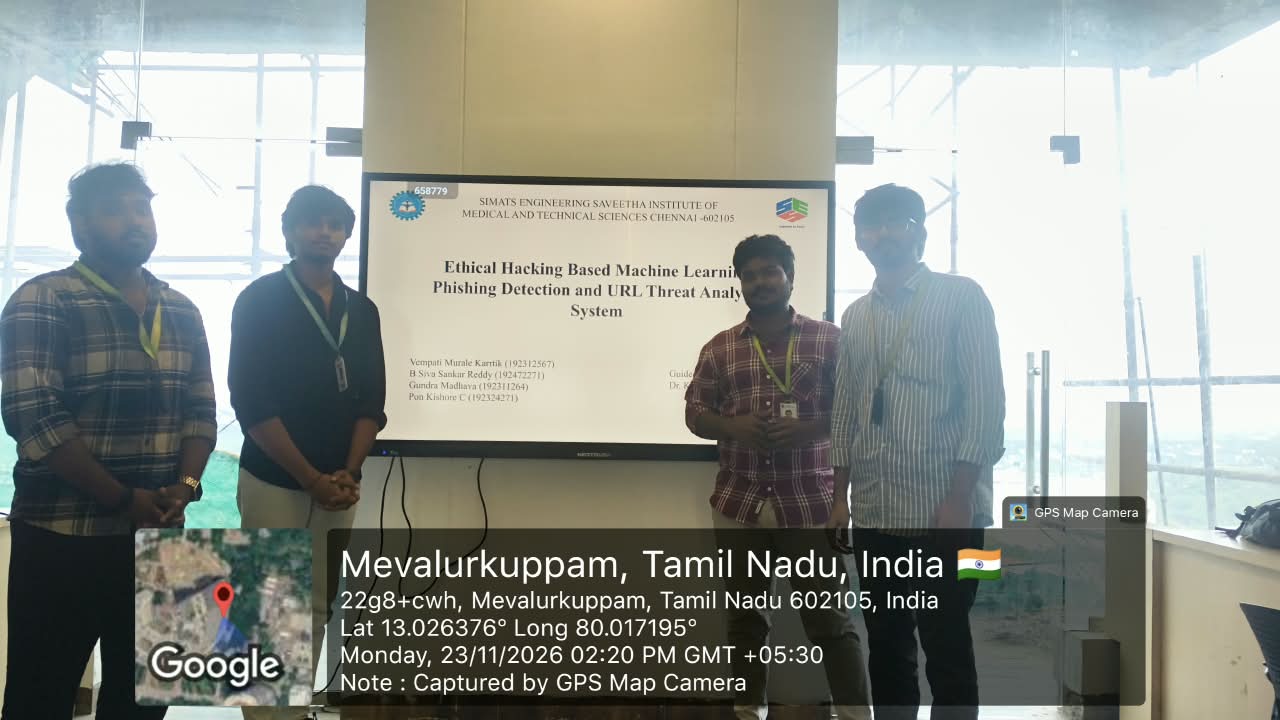 658779
SIMATS ENGINEERING SAVEETHA INSTITUTE OF
MEDICAL AND TECHNICAL SCIENCES CHENNAI -602105
Ethical Hacking Based Machine Learnin
Phishing Detection and URL Threat Analy
System
Vempati Murale Karrtik (192312567)
B Siva Sankar Reddy (192472271)
Gundra Madhava (192311264)
Pon Kishore C (192324271)
Guide
Dr. K
GPS Map Camera
Mevalurkuppam, Tamil Nadu, India 🇮🇳
22g8+cwh, Mevalurkuppam, Tamil Nadu 602105, India
Lat 13.026376° Long 80.017195°
Monday, 23/11/2026 02:20 PM GMT +05:30
Note : Captured by GPS Map Camera
Google